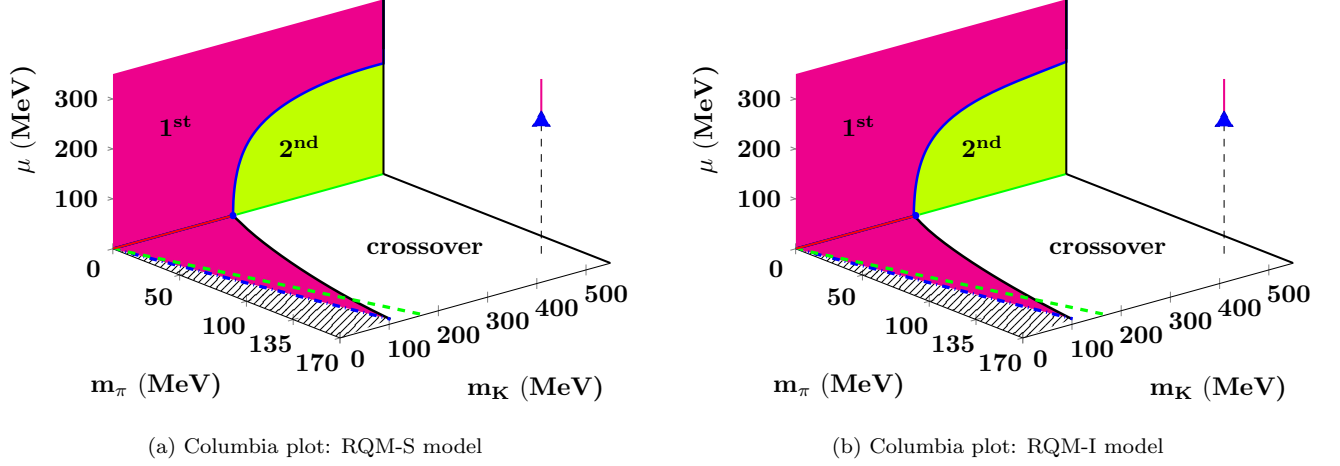 μ (MeV)
300
200
100
0
1st
2nd
crossover
50
100
135
170
0
100
200
300
400
500
mπ (MeV)
mK (MeV)
(a) Columbia plot: RQM-S model
μ (MeV)
300
200
100
0
1st
2nd
crossover
50
100
135
170
0
100
200
300
400
500
mπ (MeV)
mK (MeV)
(b) Columbia plot: RQM-I model